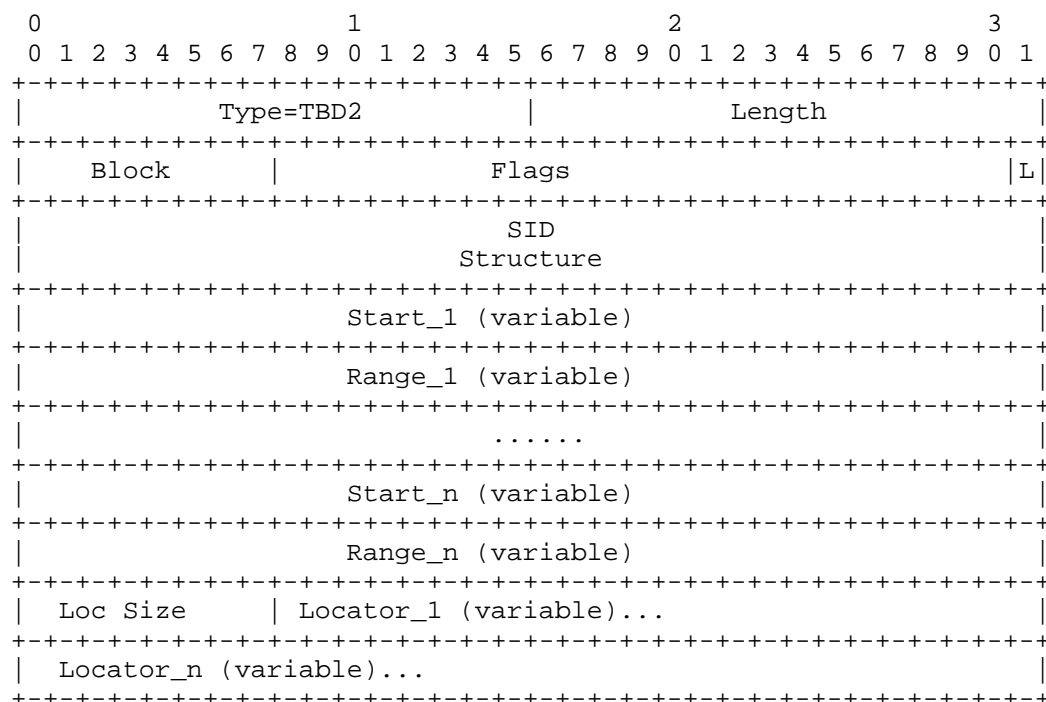 0                   1                   2                   3
0 1 2 3 4 5 6 7 8 9 0 1 2 3 4 5 6 7 8 9 0 1 2 3 4 5 6 7 8 9 0 1
+-+-+-+-+-+-+-+-+-+-+-+-+-+-+-+-+-+-+-+-+-+-+-+-+-+-+-+-+-+-+-+-+
|            Type=TBD2           |            Length             |
+-+-+-+-+-+-+-+-+-+-+-+-+-+-+-+-+-+-+-+-+-+-+-+-+-+-+-+-+-+-+-+-+
|    Block      |             Flags                           |L|
+-+-+-+-+-+-+-+-+-+-+-+-+-+-+-+-+-+-+-+-+-+-+-+-+-+-+-+-+-+-+-+-+
|                              SID                              |
|                           Structure                           |
+-+-+-+-+-+-+-+-+-+-+-+-+-+-+-+-+-+-+-+-+-+-+-+-+-+-+-+-+-+-+-+-+
|                    Start_1 (variable)                         |
+-+-+-+-+-+-+-+-+-+-+-+-+-+-+-+-+-+-+-+-+-+-+-+-+-+-+-+-+-+-+-+-+
|                    Range_1 (variable)                         |
+-+-+-+-+-+-+-+-+-+-+-+-+-+-+-+-+-+-+-+-+-+-+-+-+-+-+-+-+-+-+-+-+
|                             ......                            |
+-+-+-+-+-+-+-+-+-+-+-+-+-+-+-+-+-+-+-+-+-+-+-+-+-+-+-+-+-+-+-+-+
|                    Start_n (variable)                         |
+-+-+-+-+-+-+-+-+-+-+-+-+-+-+-+-+-+-+-+-+-+-+-+-+-+-+-+-+-+-+-+-+
|                    Range_n (variable)                         |
+-+-+-+-+-+-+-+-+-+-+-+-+-+-+-+-+-+-+-+-+-+-+-+-+-+-+-+-+-+-+-+-+
|  Loc Size     | Locator_1 (variable)...                       |
+-+-+-+-+-+-+-+-+-+-+-+-+-+-+-+-+-+-+-+-+-+-+-+-+-+-+-+-+-+-+-+-+
|  Locator_n (variable)...                                      |
+-+-+-+-+-+-+-+-+-+-+-+-+-+-+-+-+-+-+-+-+-+-+-+-+-+-+-+-+-+-+-+-+